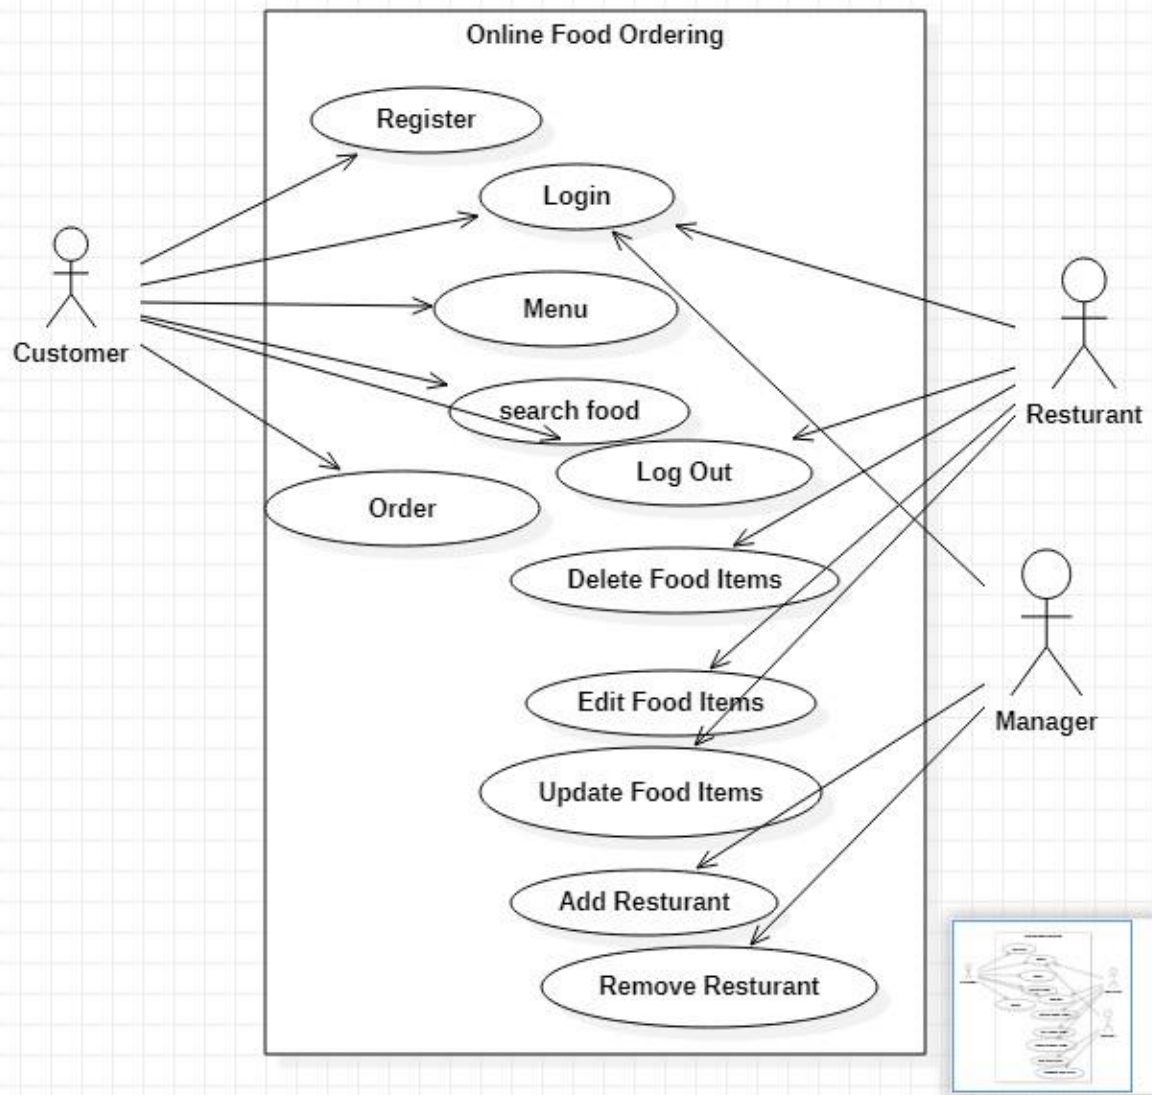 Online Food Ordering
Register
Login
Menu
Customer
search food
Resturant
Log Out
Order
Delete Food Items
Edit Food Items
Manager
Update Food Items
Add Resturant
Remove Resturant